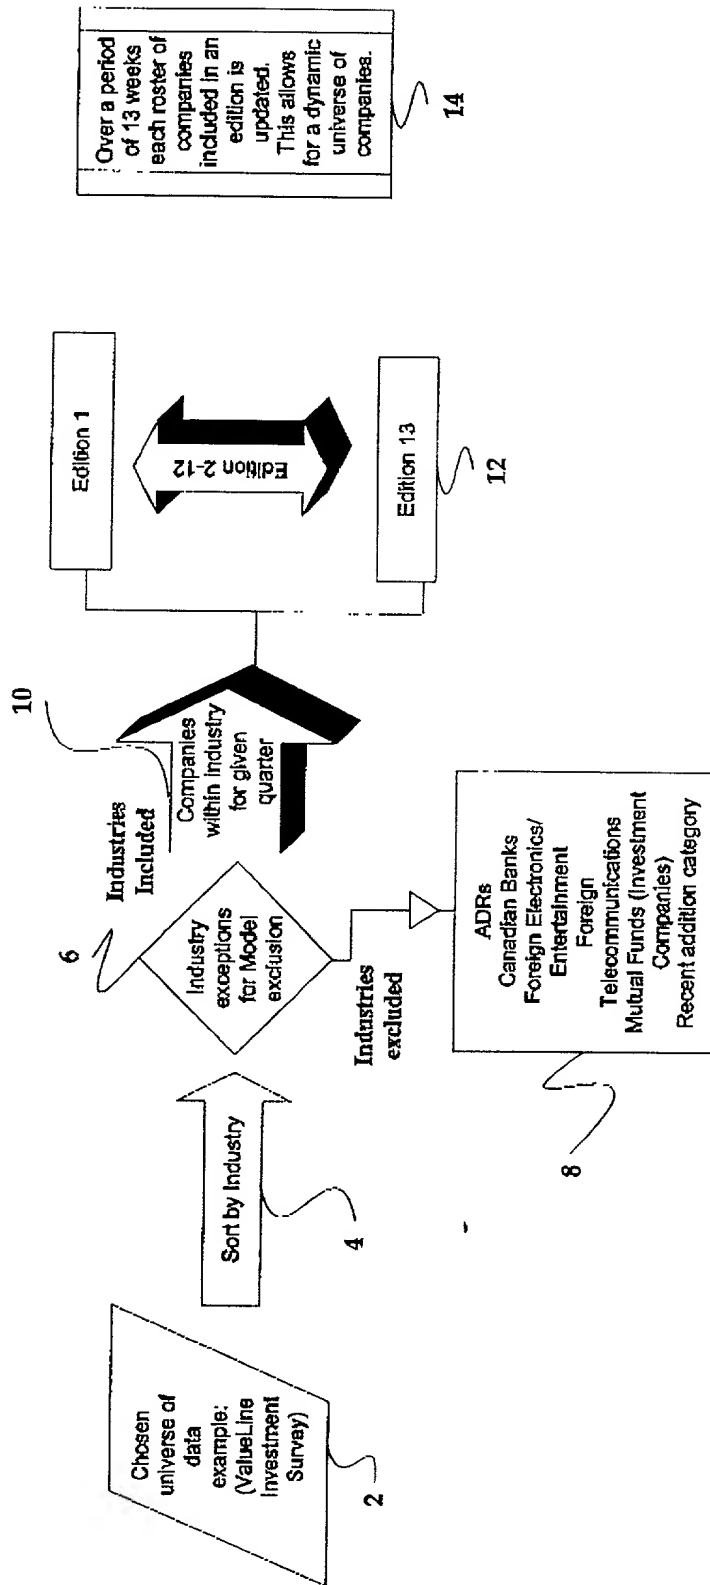 Chosen
universe of
data
example:
(ValueLine
Investment
Survey)
2
Sort by Industry
4
6
Industry
exceptions
for Model
exclusion
Industries
Included
Industries
excluded
ADRs
Canadian Banks
Foreign Electronics/
Entertainment
Foreign
Telecommunications
Mutual Funds (Investment
Companies)
Recent addition category
8
10
Companies
within Industry
for given
quarter
Edition 1
Edition 2-12
Edition 13
12
Over a period
of 13 weeks
each roster of
companies
included in an
edition is
updated.
This allows
for a dynamic
universe of
companies.
14